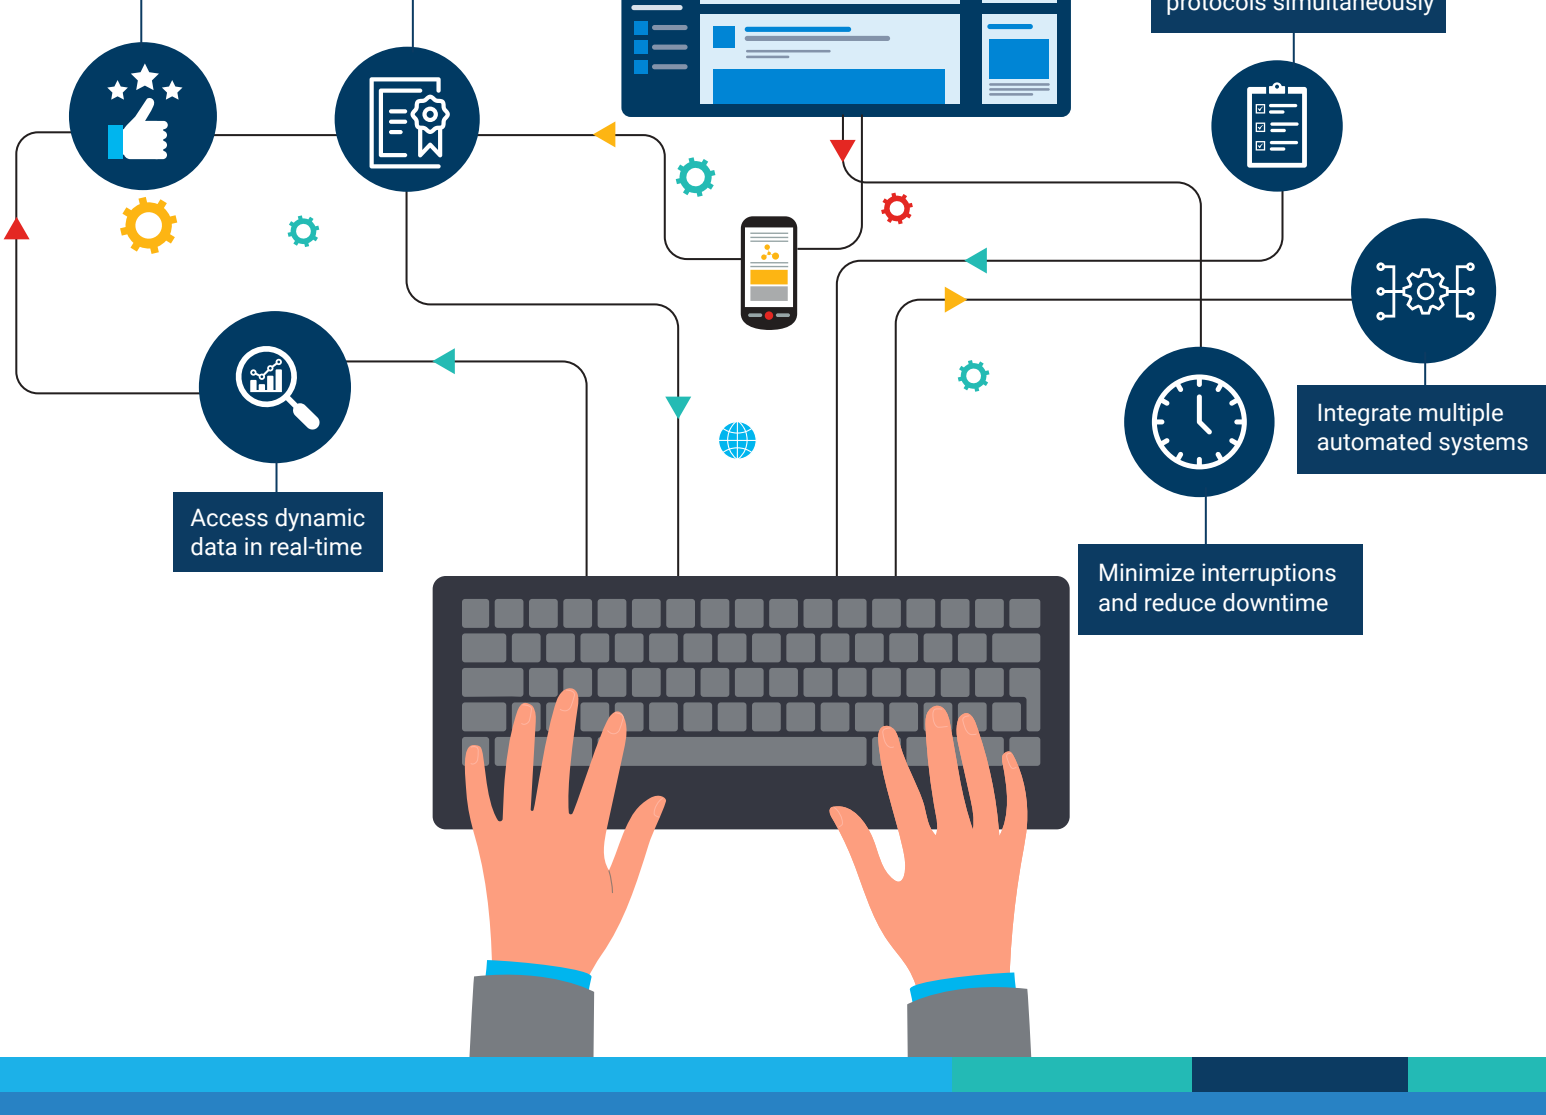 protocols simultaneously
Integrate multiple
automated systems
Access dynamic
data in real-time
Minimize interruptions
and reduce downtime